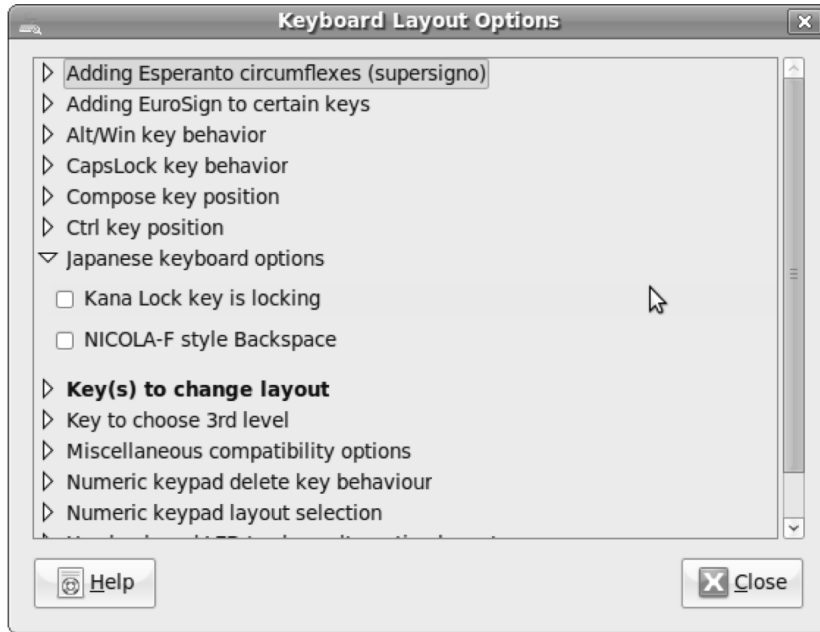 Keyboard Layout Options
Adding Esperanto circumflexes (supersigno)
Adding EuroSign to certain keys
Alt/Win key behavior
CapsLock key behavior
Compose key position
Ctrl key position
Japanese keyboard options
Kana Lock key is locking
NICOLA-F style Backspace
Key(s) to change layout
Key to choose 3rd level
Miscellaneous compatibility options
Numeric keypad delete key behaviour
Numeric keypad layout selection
Help
Close